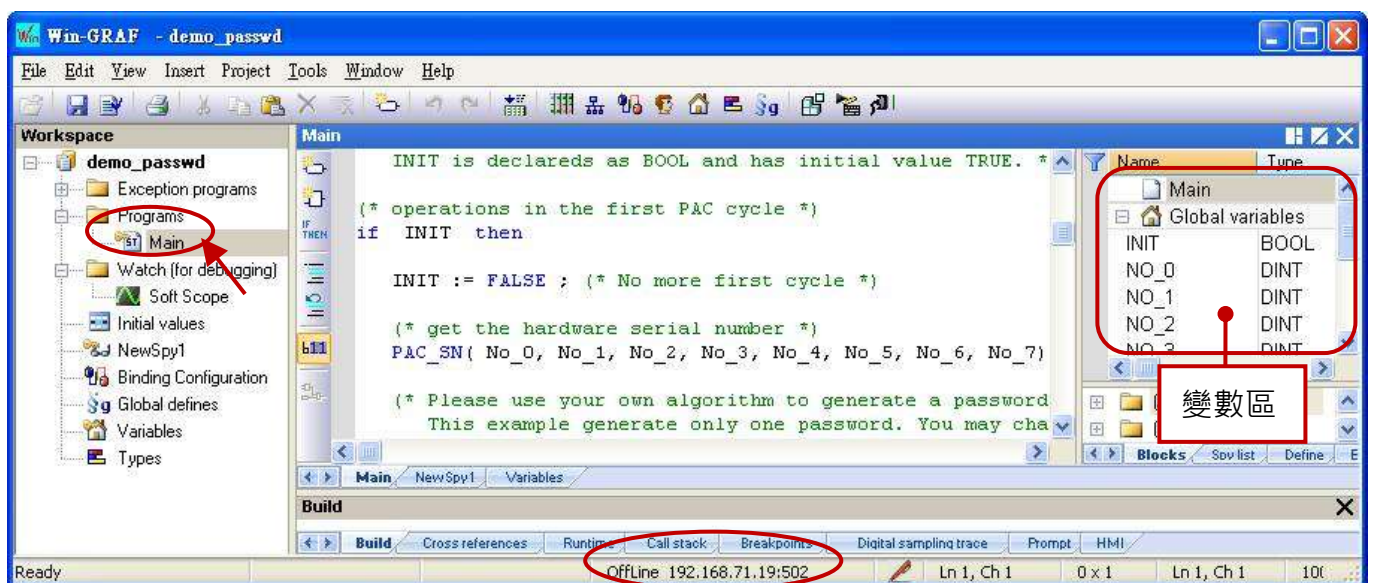 Win-GRAF - demo_passwd
File Edit View Insert Project Tools Window Help
Workspace
demo_passwd
Exception programs
Programs
Main
Watch (for debugging)
Soft Scope
Initial values
NewSpy1
Binding Configuration
Global defines
Variables
Types
Main
INIT is declareds as BOOL and has initial value TRUE. *
(* operations in the first PAC cycle *)
if INIT then
INIT := FALSE ; (* No more first cycle *)
(* get the hardware serial number *)
PAC_SN( No_0, No_1, No_2, No_3, No_4, No_5, No_6, No_7)
(* Please use your own algorithm to generate a password
This example generate only one password. You may cha
Main NewSpy1 Variables
Name Type
Main
Global variables
INIT BOOL
NO_0 DINT
NO_1 DINT
NO_2 DINT
NO_3 DINT
變數區
Blocks Spy list Define E
Build
Build Cross references Runtime Call stack Breakpoints Digital sampling trace Prompt HMI
Ready OffLine 192.168.71.19:502 Ln 1, Ch 1 0 x 1 Ln 1, Ch 1 10(